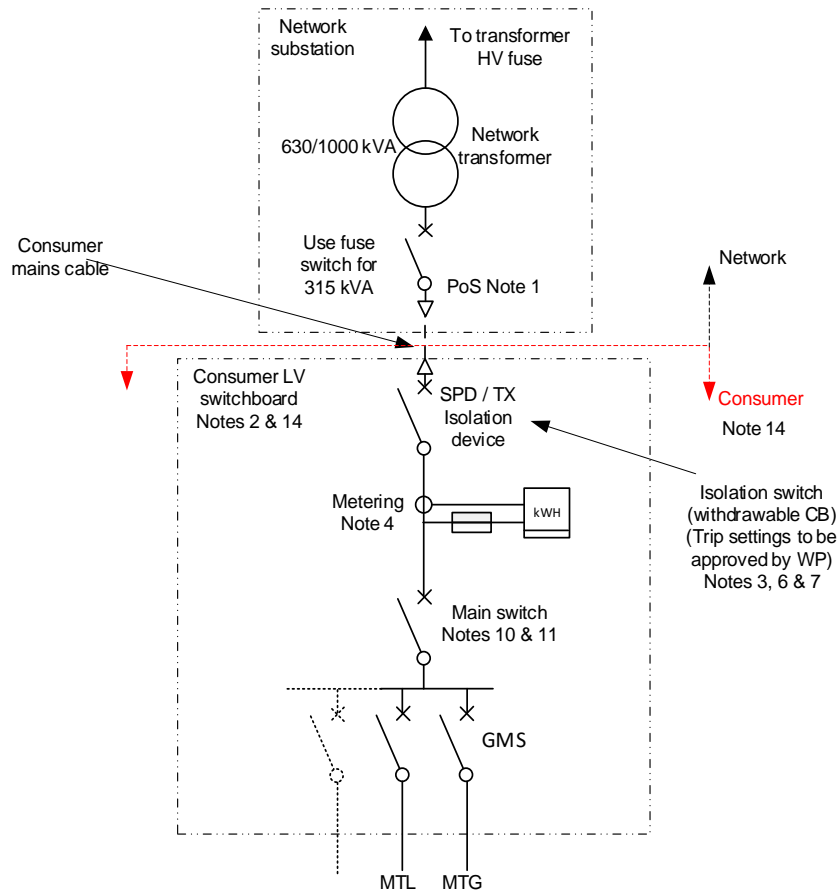 Network
substation
To transformer
HV fuse
630/1000 kVA
Network
transformer
Consumer
mains cable
Use fuse
switch for
315 kVA
PoS Note 1
Network
Consumer LV
switchboard
Notes 2 & 14
SPD / TX
Isolation
device
Consumer
Note 14
Metering
Note 4
kWH
Isolation switch
(withdrawable CB)
(Trip settings to be
approved by WP)
Notes 3, 6 & 7
Main switch
Notes 10 & 11
GMS
MTL
MTG